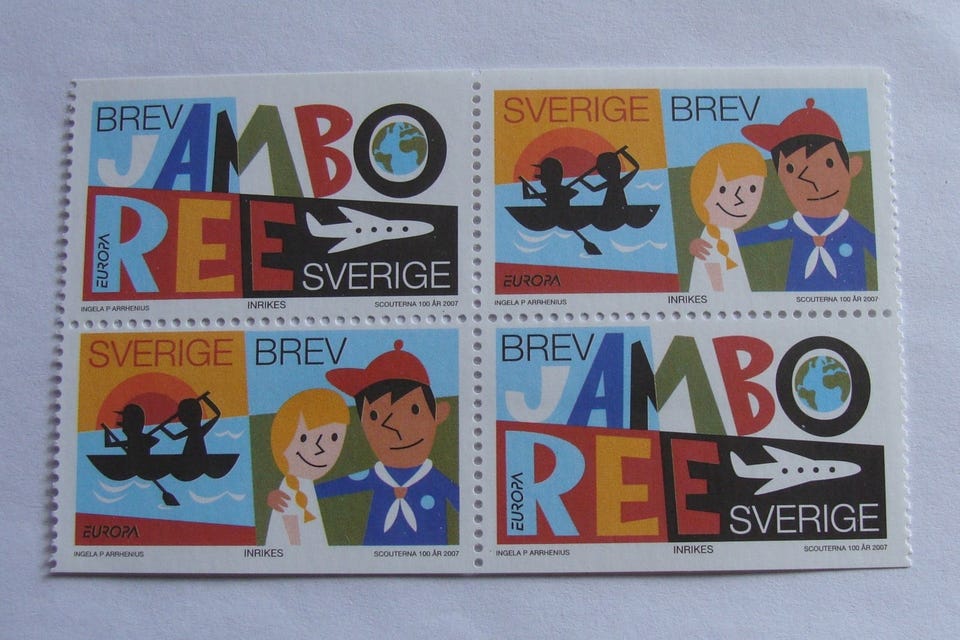 BREV
JAMBO
REE
EUROPA
SVERIGE
INGELA P ARRHENIUS INRIKES SCOUTERNA 100 ÅR 2007
SVERIGE BREV
EUROPA
INGELA P ARRHENIUS INRIKES SCOUTERNA 100 ÅR 2007
SVERIGE BREV
EUROPA
INGELA P ARRHENIUS INRIKES SCOUTERNA 100 ÅR 2007
BREV
JAMBO
REE
EUROPA
SVERIGE
INGELA P ARRHENIUS INRIKES SCOUTERNA 100 ÅR 2007